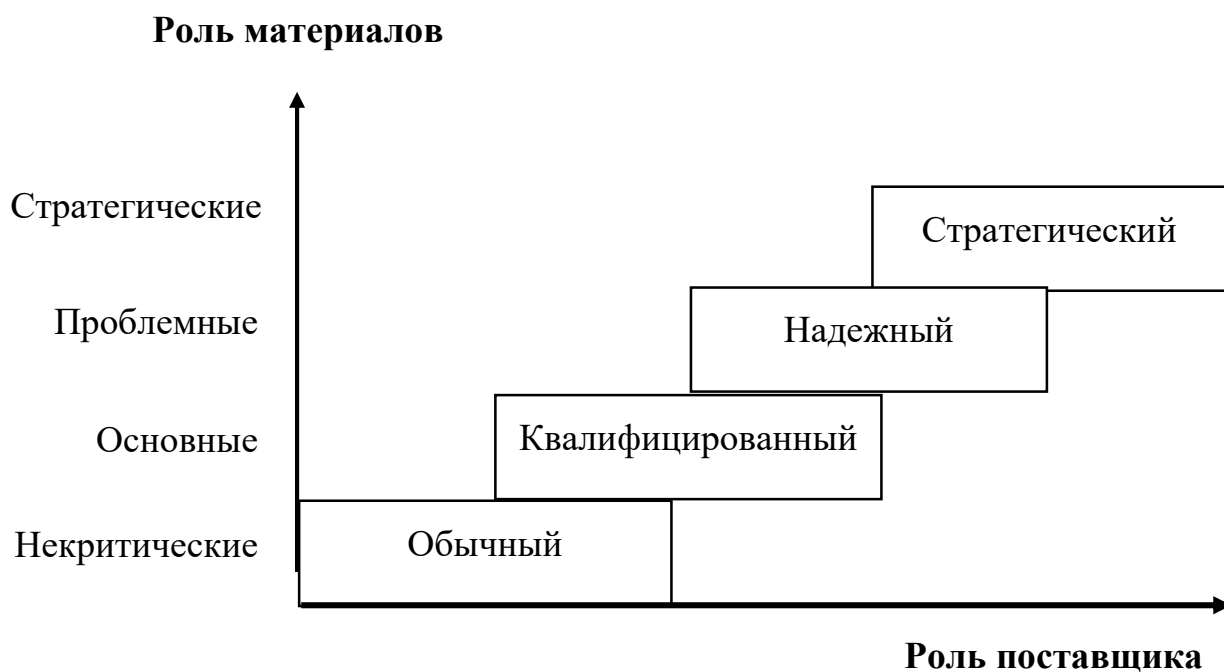 Роль материалов
Стратегические
Стратегический
Проблемные
Надежный
Основные
Квалифицированный
Некритические
Обычный
Роль поставщика